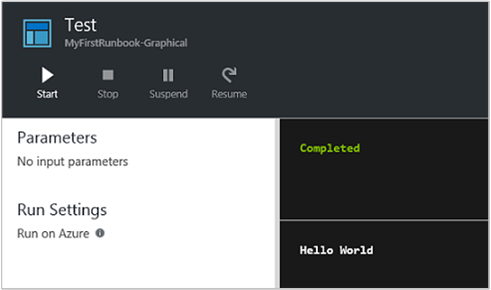 Test
MyFirstRunbook-Graphical
Start
Stop
Suspend
Resume
Parameters
No input parameters
Run Settings
Run on Azure
Completed
Hello World